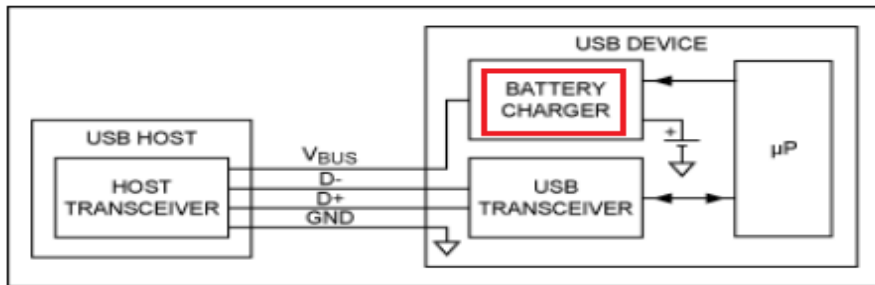 USB DEVICE
BATTERY
CHARGER
+
µP
USB HOST
VBUS
D-
D+
GND
HOST
TRANSCEIVER
USB
TRANSCEIVER